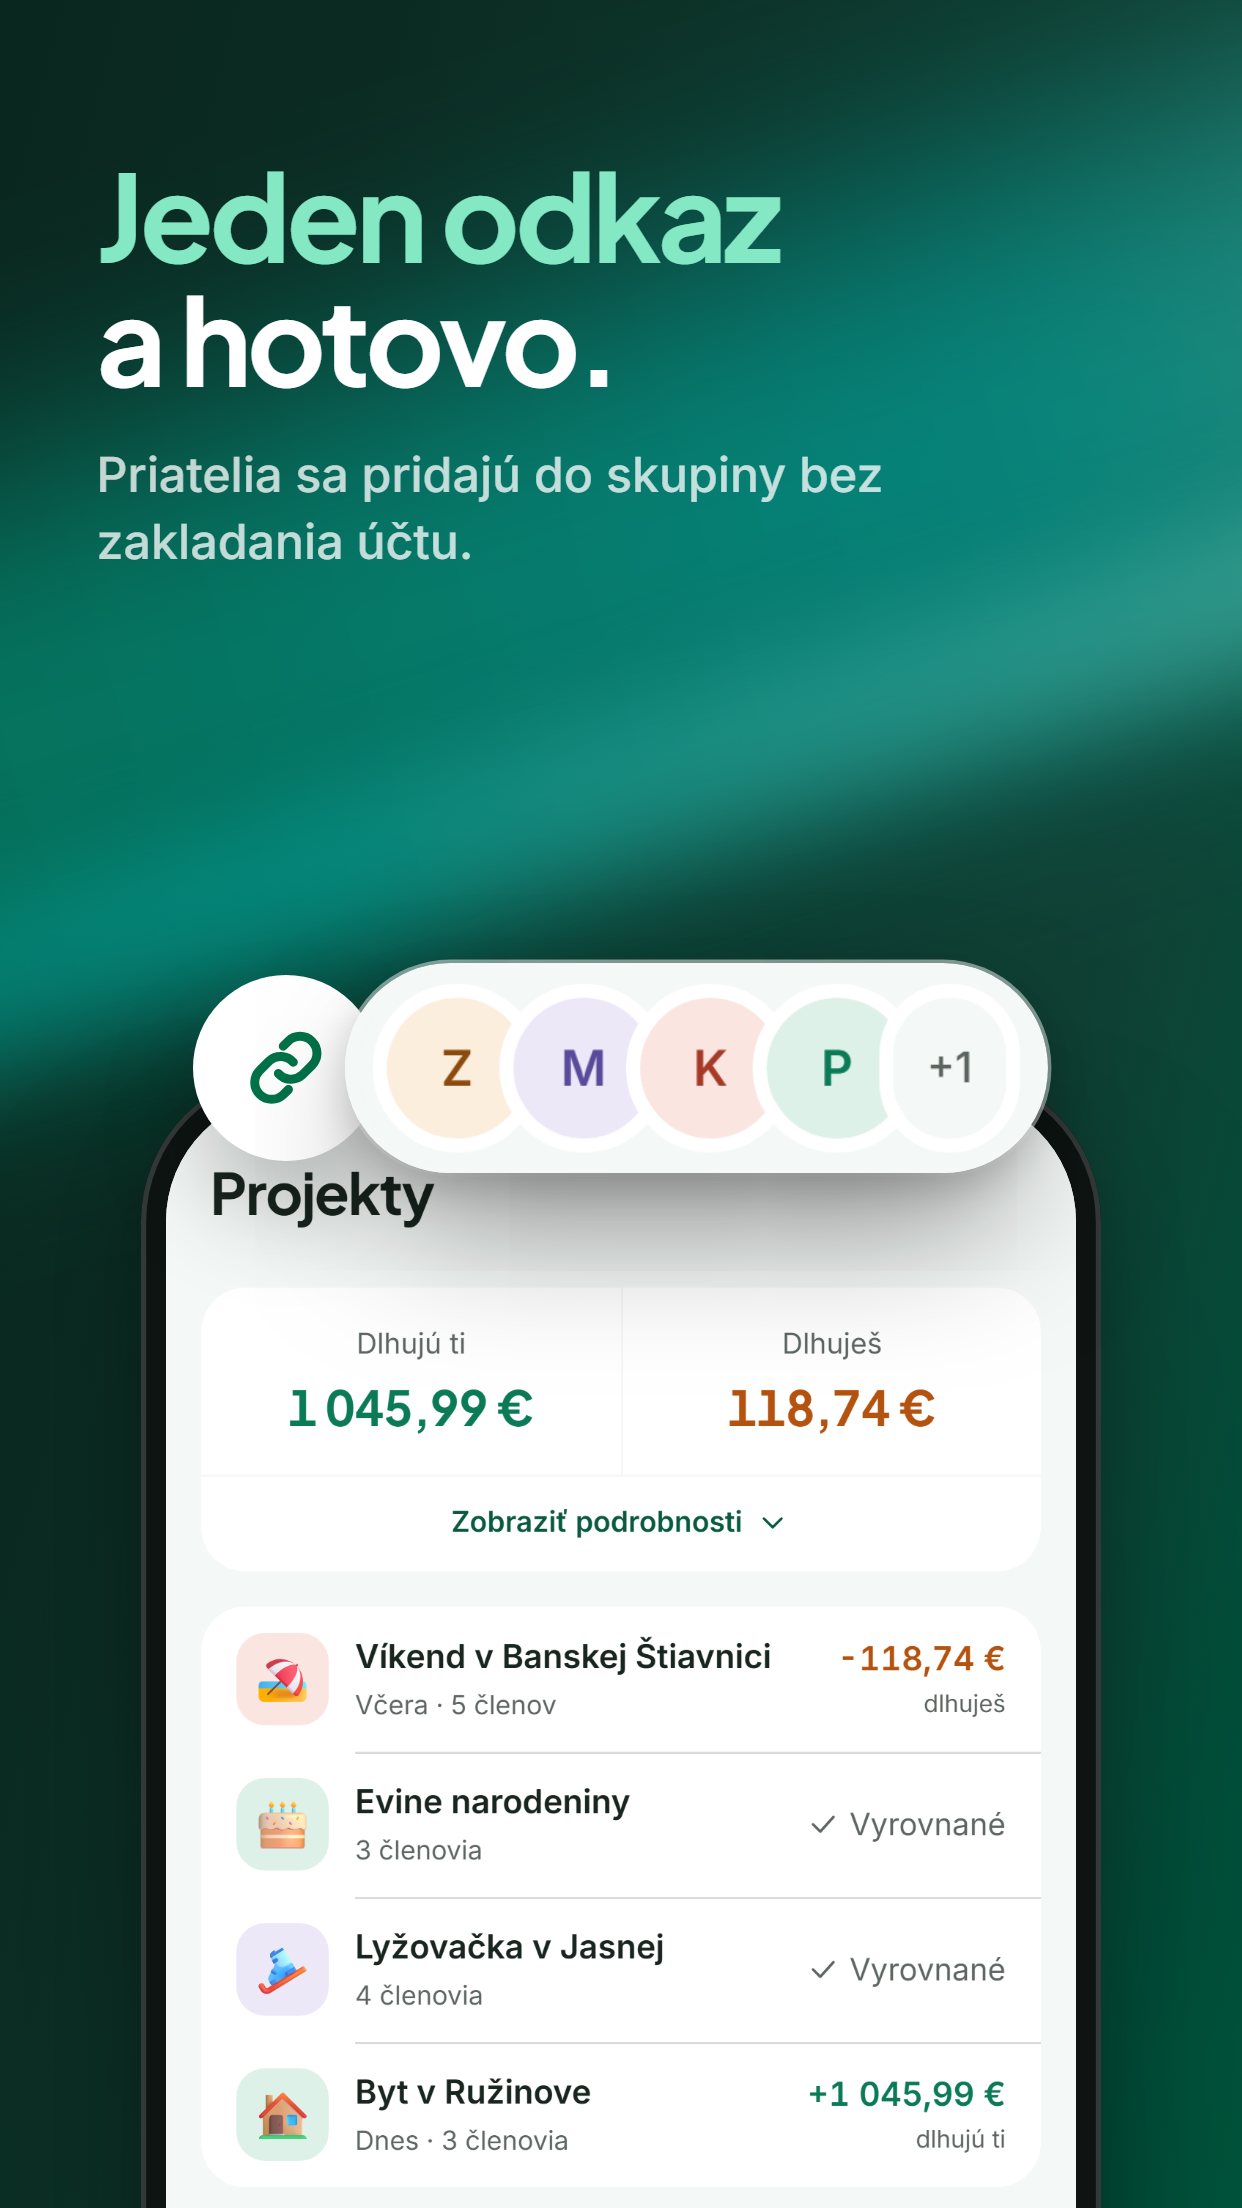 Jeden odkaz
a hotovo.
Priatelia sa pridajú do skupiny bez
zakladania účtu.
Z M K P +1
Projekty
Dlhujú ti
1 045,99 €
Dlhuješ
118,74 €
Zobraziť podrobnosti
Víkend v Banskej Štiavnici
-118,74 €
Včera · 5 členov
dlhuješ
Evine narodeniny
3 členovia
Vyrovnané
Lyžovačka v Jasnej
4 členovia
Vyrovnané
Byt v Ružinove
+1 045,99 €
Dnes · 3 členovia
dlhujú ti